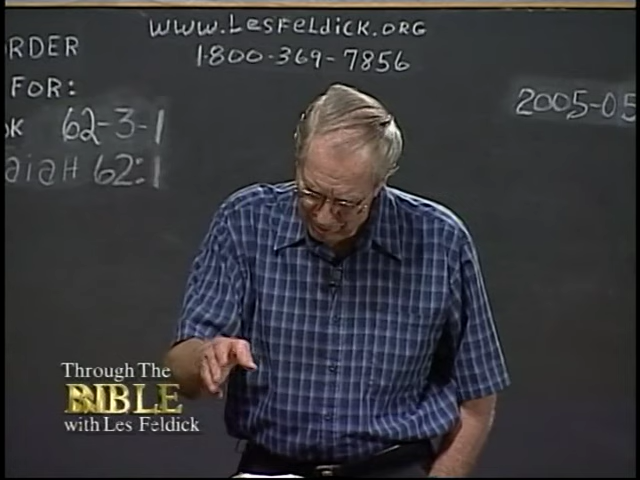 www.LesFeldick.org
1-800-369-7856
ORDER
FOR:
OK 62-3-1
aiaH 62:1
2005-05
Through The
BIBLE
with Les Feldick